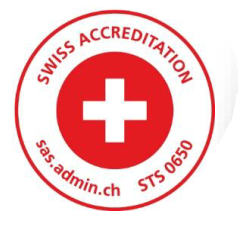 SWISS ACCREDITATION
sas.admin.ch STS 0650